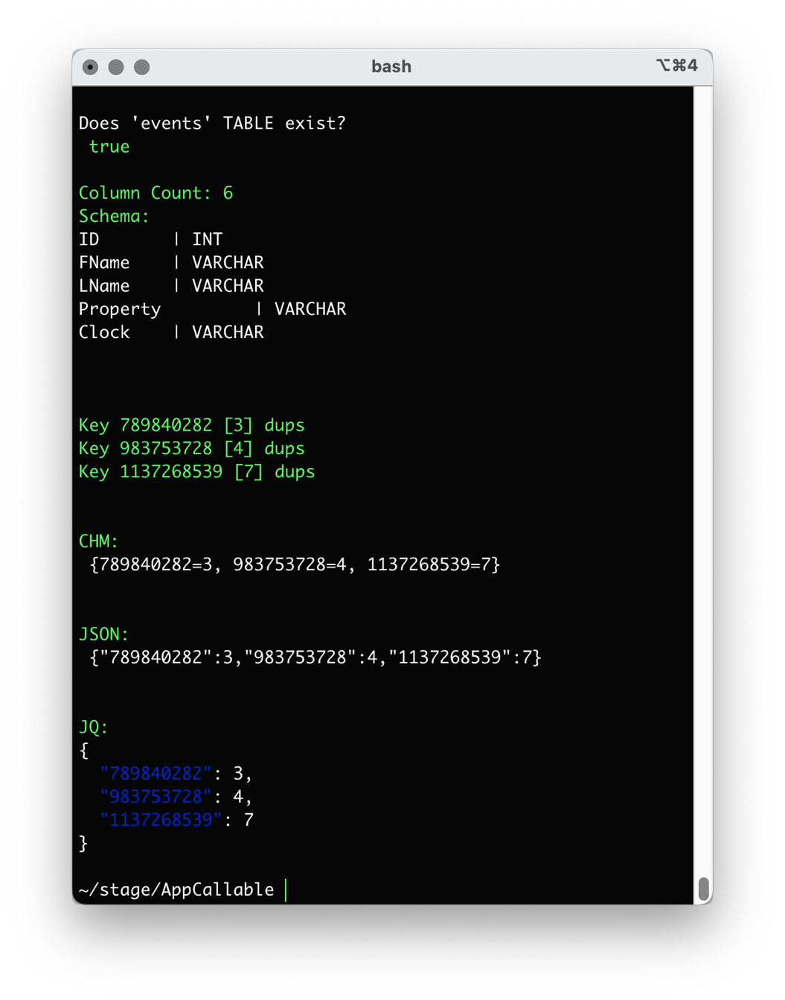 bash ⌥⌘4
Does 'events' TABLE exist?
 true
Column Count: 6
Schema:
ID       | INT
FName    | VARCHAR
LName    | VARCHAR
Property         | VARCHAR
Clock    | VARCHAR
Key 789840282 [3] dups
Key 983753728 [4] dups
Key 1137268539 [7] dups
CHM:
 {789840282=3, 983753728=4, 1137268539=7}
JSON:
 {"789840282":3,"983753728":4,"1137268539":7}
JQ:
{
  "789840282": 3,
  "983753728": 4,
  "1137268539": 7
}
~/stage/AppCallable